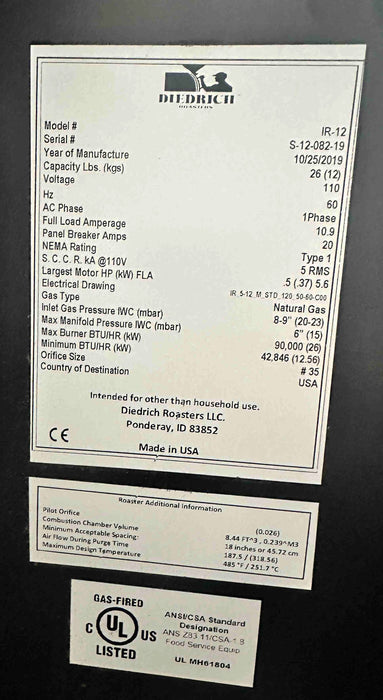 DIEDRICH
ROASTERS
Model # IR-12
Serial # S-12-082-19
Year of Manufacture 10/25/2019
Capacity Lbs. (kgs) 26 (12)
Voltage 110
Hz 60
AC Phase 1Phase
Full Load Amperage 10.9
Panel Breaker Amps 20
NEMA Rating Type 1
S. C. C. R. kA @110V 5 RMS
Largest Motor HP (kW) FLA .5 (.37) 5.6
Electrical Drawing IR_5-12_M_STD_120_50-60-C00
Gas Type Natural Gas
Inlet Gas Pressure IWC (mbar) 8-9" (20-23)
Max Manifold Pressure IWC (mbar) 6" (15)
Max Burner BTU/HR (kW) 90,000 (26)
Minimum BTU/HR (kW) 42,846 (12.56)
Orifice Size # 35
Country of Destination USA
Intended for other than household use.
Diedrich Roasters LLC.
Ponderay, ID 83852
CE
Made in USA
Roaster Additional Information
Pilot Orifice (0.026)
Combustion Chamber Volume 8.44 FT^3 , 0.239^M3
Minimum Acceptable Spacing: 18 inches or 45.72 cm
Air Flow During Purge Time 187.5 / (318.56)
Maximum Design Temperature 485 °F / 251.7 °C
GAS-FIRED
C UL US
LISTED
ANSI/CSA Standard
Designation
ANS Z83 11/CSA-1.8
Food Service Equip
UL MH61804